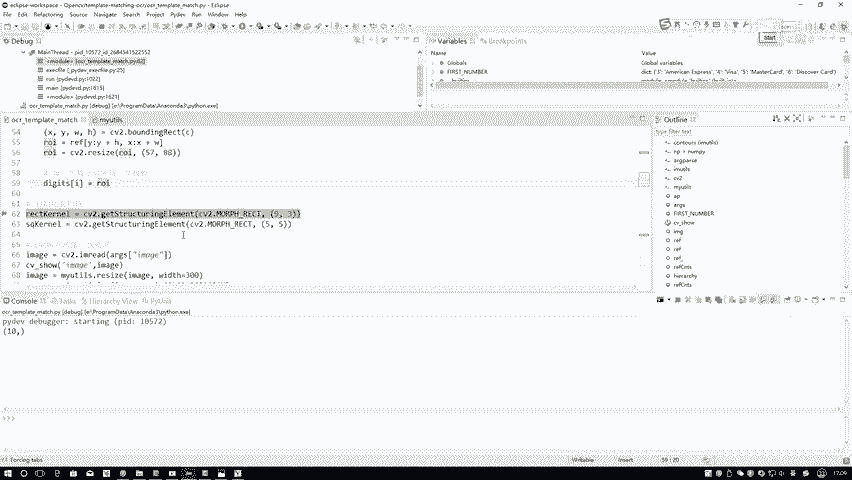 eclipse-workspace - Opencv/template-matching-ocr/ocr_template_match.py - Eclipse
File Edit Refactoring Source Navigate Search Project Pydev Run Window Help
Start
Debug
MainThread - pid_10572_id_2684541522552
<module> [ocr_template_match.py:62]
execfile [_pydev_execfile.py:25]
run [pydevd.py:1022]
main [pydevd.py:1615]
<module> [pydevd.py:1621]
ocr_template_match.py [debug] [e:\ProgramData\Anaconda3\python.exe]
Variables Breakpoints
Name Value
Globals Global variables
FIRST_NUMBER dict: {'3': 'American Express', '4': 'Visa', '5': 'MasterCard', '6': 'Discover Card'}
ocr_template_match myutils
54 (x, y, w, h) = cv2.boundingRect(c)
55 roi = ref[y:y + h, x:x + w]
56 roi = cv2.resize(roi, (57, 88))
57
58
59 digits[i] = roi
60
61
62 rectKernel = cv2.getStructuringElement(cv2.MORPH_RECT, (9, 3))
63 sqKernel = cv2.getStructuringElement(cv2.MORPH_RECT, (5, 5))
64
65
66 image = cv2.imread(args["image"])
67 cv_show('image',image)
68 image = myutils.resize(image, width=300)
Outline
type filter text
contours (imutils)
np = numpy
argparse
imutils
cv2
myutils
ap
args
FIRST_NUMBER
cv_show
img
ref
ref
ref_
refCnts
hierarchy
refCnts
Console Tasks Hierarchy View PyUnit
ocr_template_match.py [debug] [e:\ProgramData\Anaconda3\python.exe]
pydev debugger: starting (pid: 10572)
(10,)
>>>
Forcing tabs Writable Insert 59 : 20
17:09